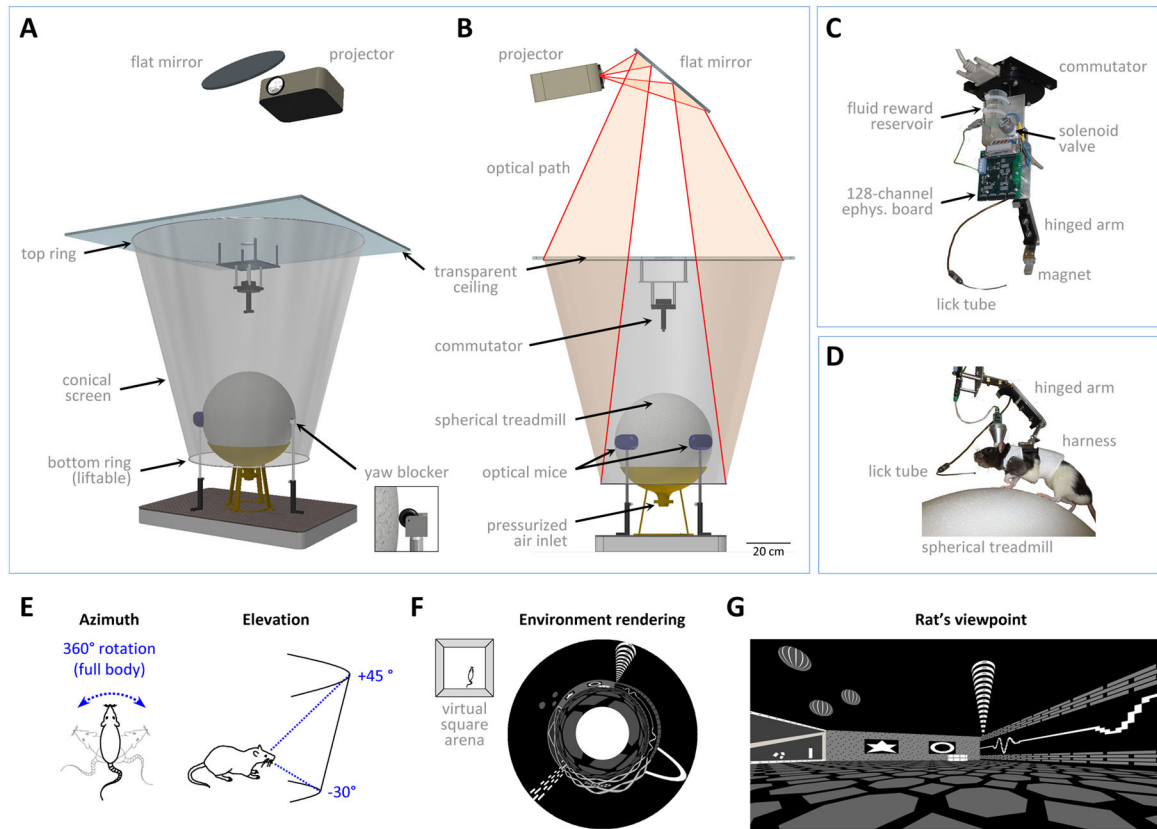 A
flat mirror
projector
top ring
conical
screen
bottom ring
(liftable)
yaw blocker
B
projector
flat mirror
optical path
transparent
ceiling
commutator
spherical treadmill
optical mice
pressurized
air inlet
20 cm
C
commutator
fluid reward
reservoir
solenoid
valve
128-channel
ephys. board
hinged arm
magnet
lick tube
D
hinged arm
harness
lick tube
spherical treadmill
E
Azimuth
360° rotation
(full body)
Elevation
+45 °
-30°
F
Environment rendering
virtual
square
arena
G
Rat's viewpoint